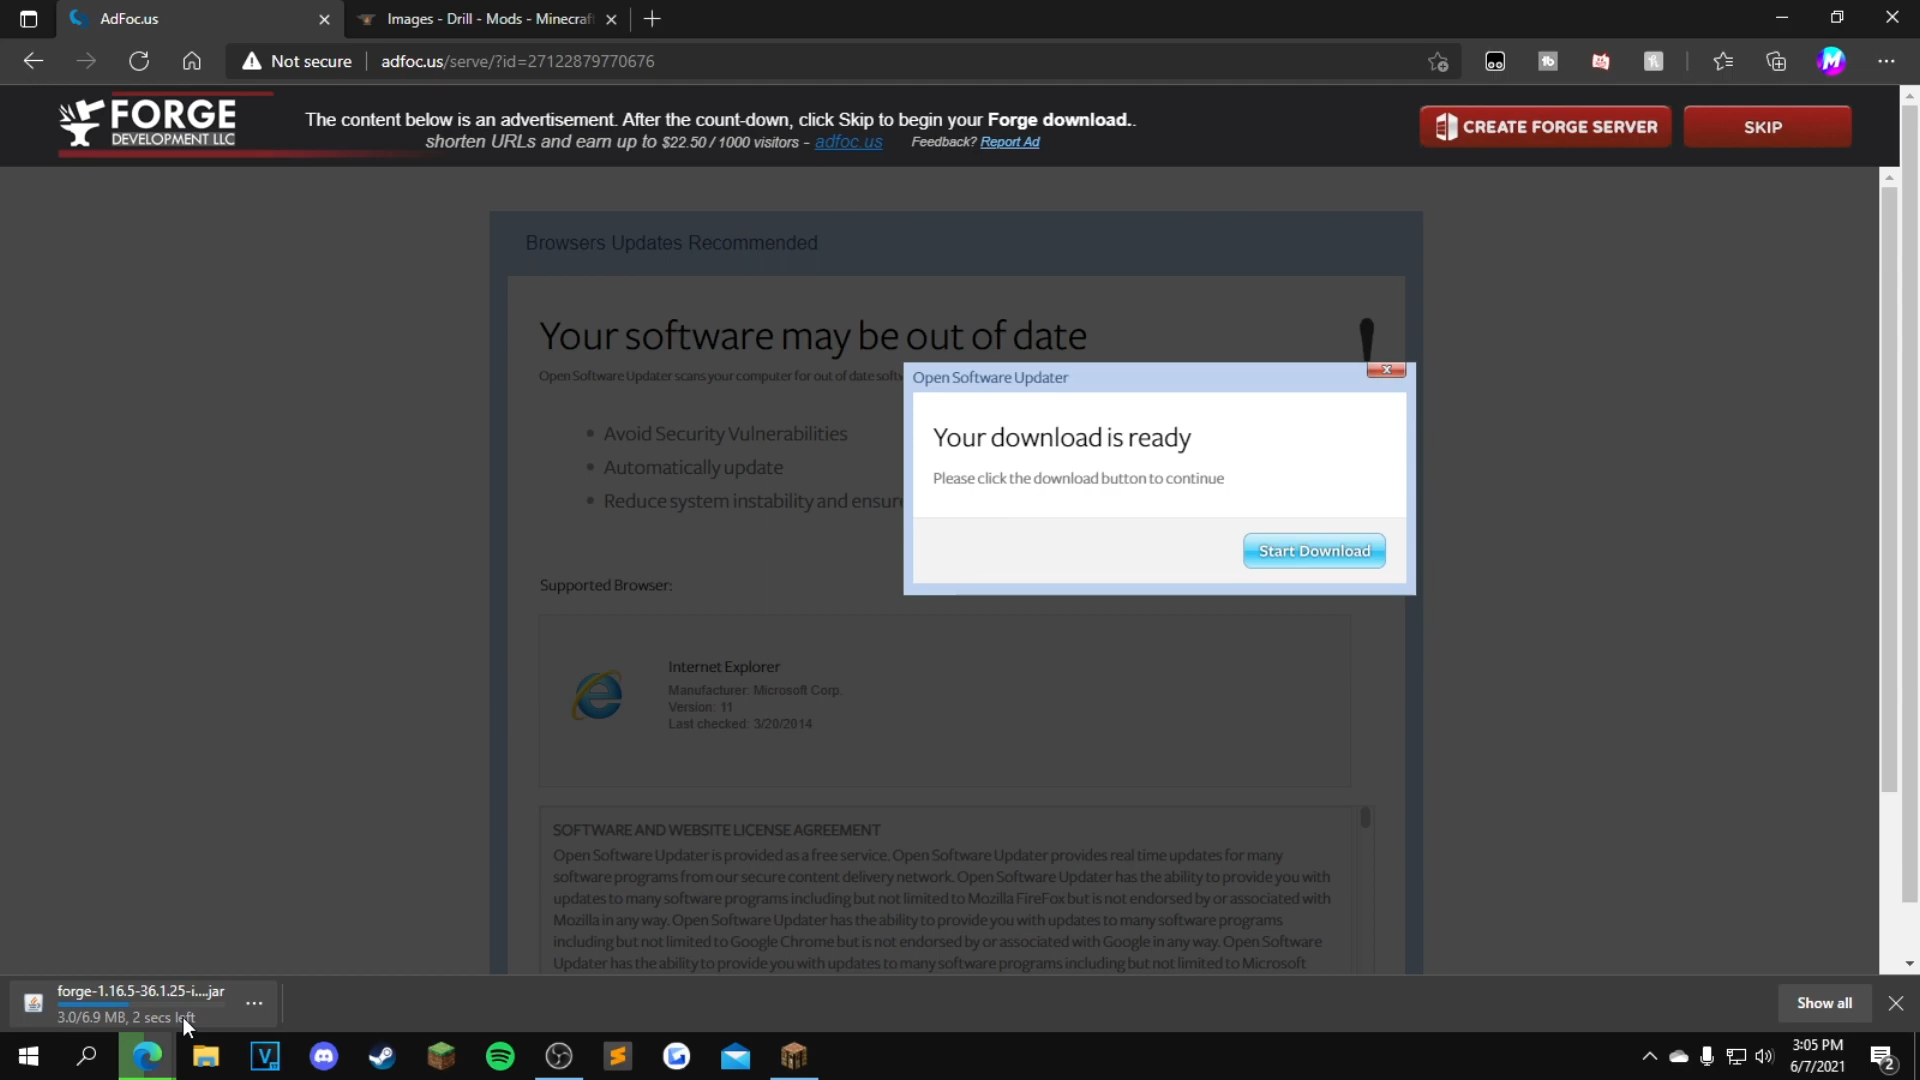 AdFoc.us
Images - Drill - Mods - Minecraf
Not secure
adfoc.us/serve/?id=27122879770676
FORGE
DEVELOPMENT LLC
The content below is an advertisement. After the count-down, click Skip to begin your Forge download..
shorten URLs and earn up to $22.50 / 1000 visitors - adfoc.us Feedback? Report Ad
CREATE FORGE SERVER
SKIP
Browsers Updates Recommended
Your software may be out of date
Open Software Updater scans your computer for out of date softw
Avoid Security Vulnerabilities
Automatically update
Reduce system instability and ensure
Open Software Updater
x
Your download is ready
Please click the download button to continue
Start Download
Supported Browser:
Internet Explorer
Manufacturer: Microsoft Corp.
Version: 11
Last checked: 3/20/2014
SOFTWARE AND WEBSITE LICENSE AGREEMENT
Open Software Updater is provided as a free service. Open Software Updater provides real time updates for many
software programs from our secure content delivery network. Open Software Updater has the ability to provide you with
updates to many software programs including but not limited to Mozilla FireFox but is not endorsed by or associated with
Mozilla in any way. Open Software Updater has the ability to provide you with updates to many software programs
including but not limited to Google Chrome but is not endorsed by or associated with Google in any way. Open Software
Updater has the ability to provide you with updates to many software programs including but not limited to Microsoft
forge-1.16.5-36.1.25-i....jar
3.0/6.9 MB, 2 secs left
Show all
3:05 PM
6/7/2021
2